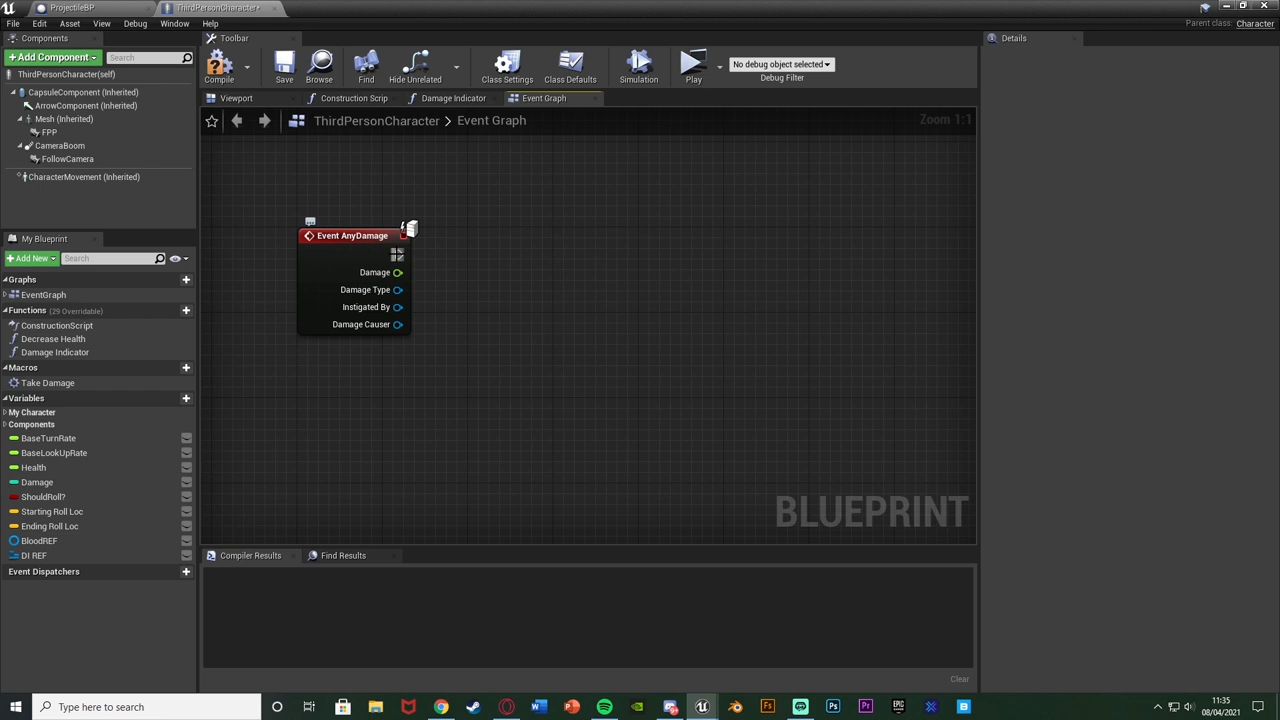 ProjectileBP
ThirdPersonCharacter*
File Edit Asset View Debug Window Help
Parent class: Character
Components
Toolbar
Details
+ Add Component
Search
ThirdPersonCharacter(self)
CapsuleComponent (Inherited)
ArrowComponent (Inherited)
Mesh (Inherited)
FPP
CameraBoom
FollowCamera
CharacterMovement (Inherited)
Compile
Save
Browse
Find
Hide Unrelated
Class Settings
Class Defaults
Simulation
Play
No debug object selected
Debug Filter
Viewport
Construction Scrip
Damage Indicator
Event Graph
ThirdPersonCharacter > Event Graph
Zoom 1:1
Event AnyDamage
Damage
Damage Type
Instigated By
Damage Causer
BLUEPRINT
My Blueprint
+ Add New
Search
Graphs
EventGraph
Functions (29 Overridable)
ConstructionScript
Decrease Health
Damage Indicator
Macros
Take Damage
Variables
My Character
Components
BaseTurnRate
BaseLookUpRate
Health
Damage
ShouldRoll?
Starting Roll Loc
Ending Roll Loc
BloodREF
DI REF
Event Dispatchers
Compiler Results
Find Results
Clear
Type here to search
11:35
08/04/2021